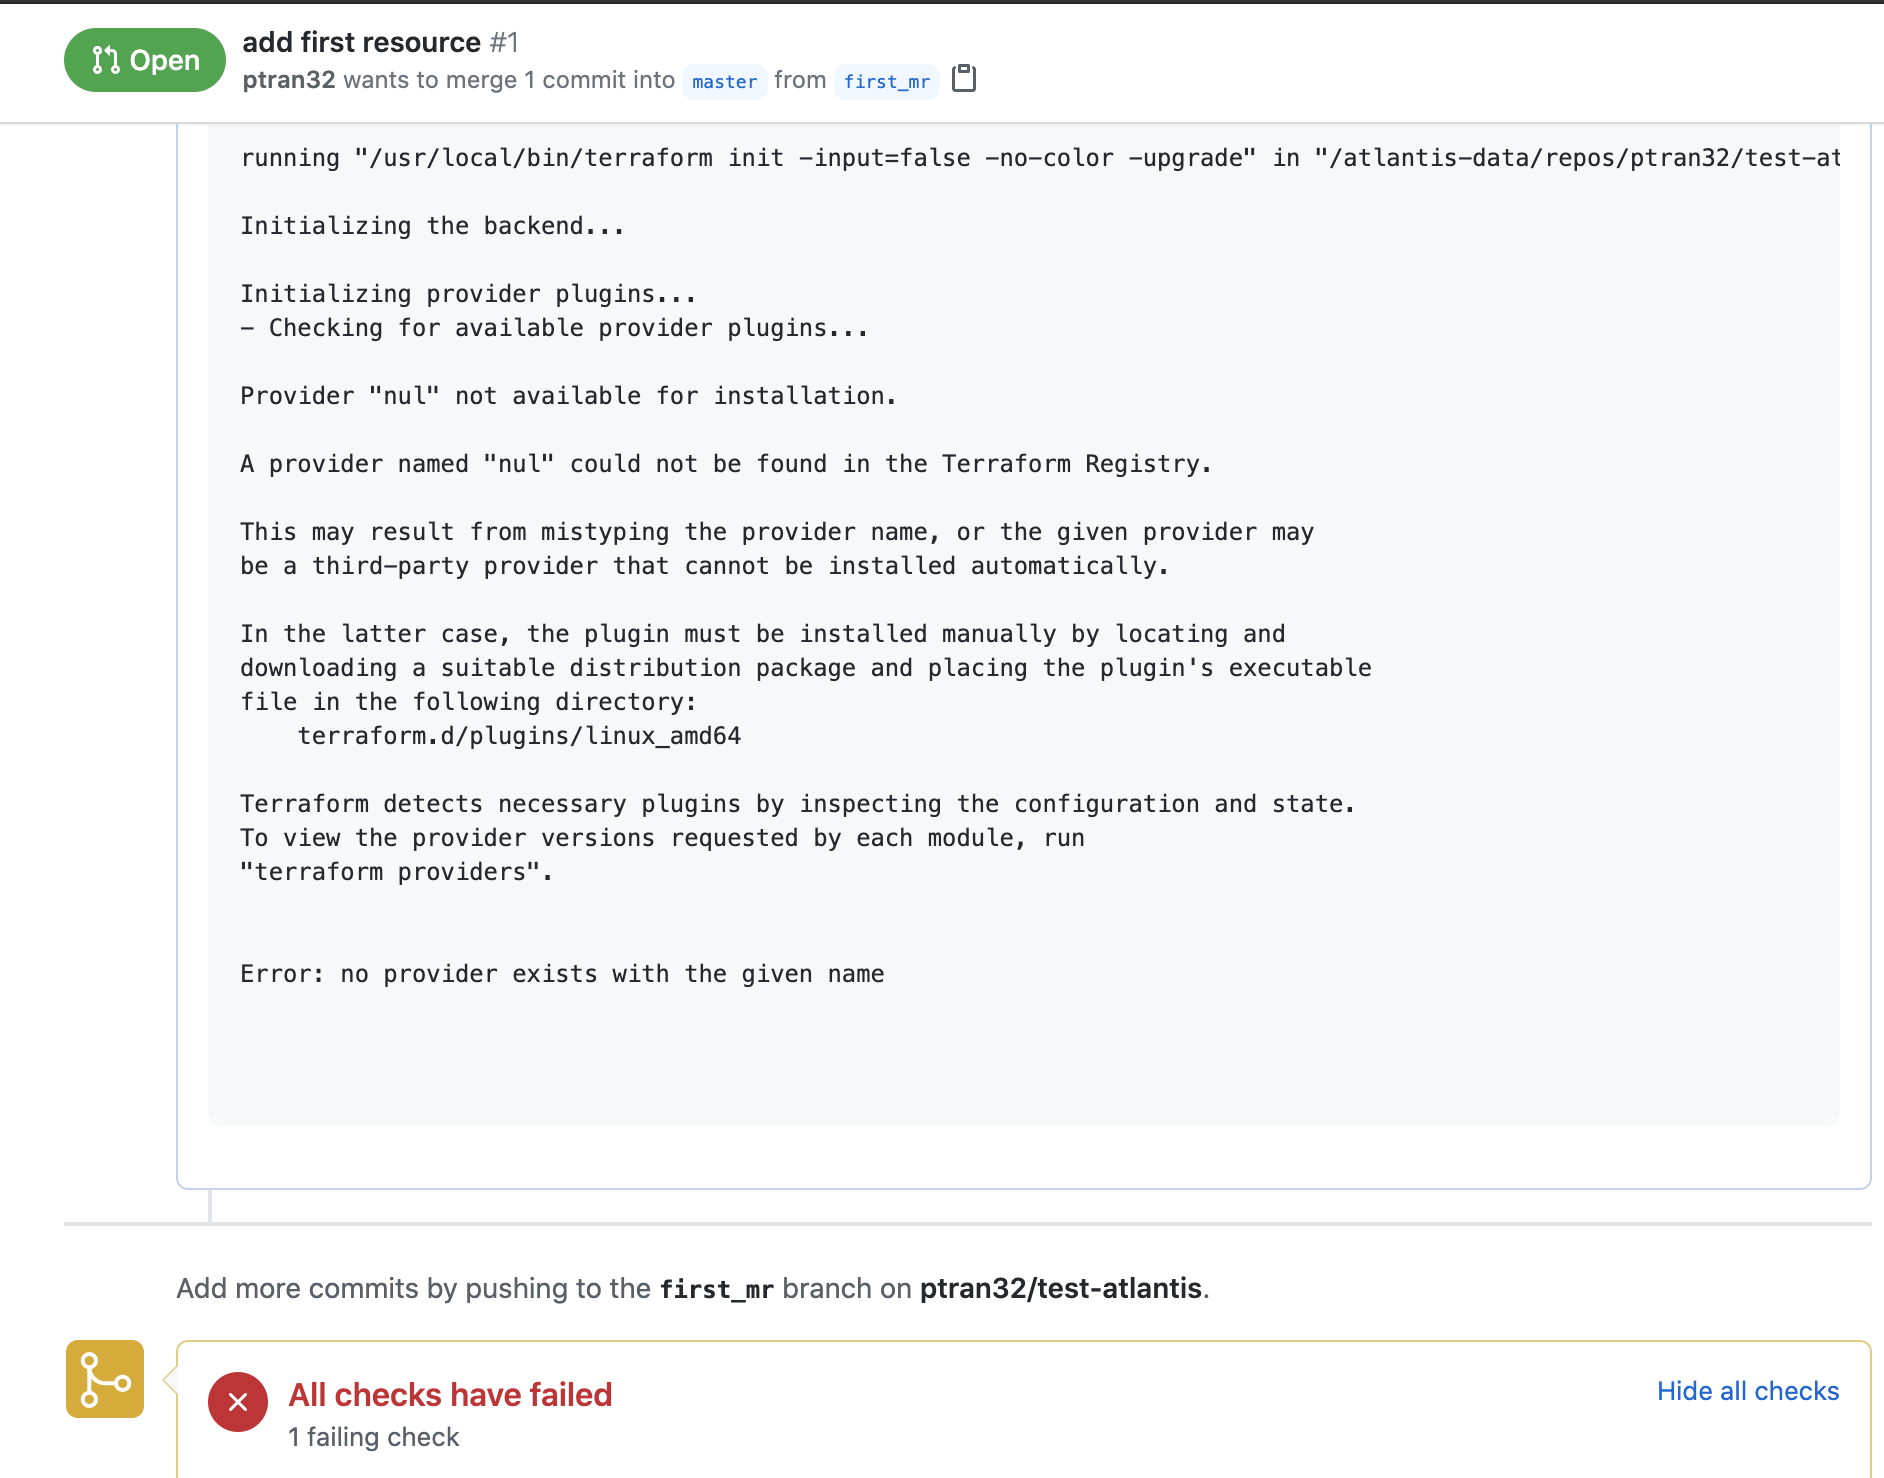 Open
add first resource #1
ptran32 wants to merge 1 commit into master from first_mr
running "/usr/local/bin/terraform init -input=false -no-color -upgrade" in "/atlantis-data/repos/ptran32/test-at
Initializing the backend...
Initializing provider plugins...
- Checking for available provider plugins...
Provider "nul" not available for installation.
A provider named "nul" could not be found in the Terraform Registry.
This may result from mistyping the provider name, or the given provider may
be a third-party provider that cannot be installed automatically.
In the latter case, the plugin must be installed manually by locating and
downloading a suitable distribution package and placing the plugin's executable
file in the following directory:
terraform.d/plugins/linux_amd64
Terraform detects necessary plugins by inspecting the configuration and state.
To view the provider versions requested by each module, run
"terraform providers".
Error: no provider exists with the given name
Add more commits by pushing to the first_mr branch on ptran32/test-atlantis.
All checks have failed
Hide all checks
1 failing check